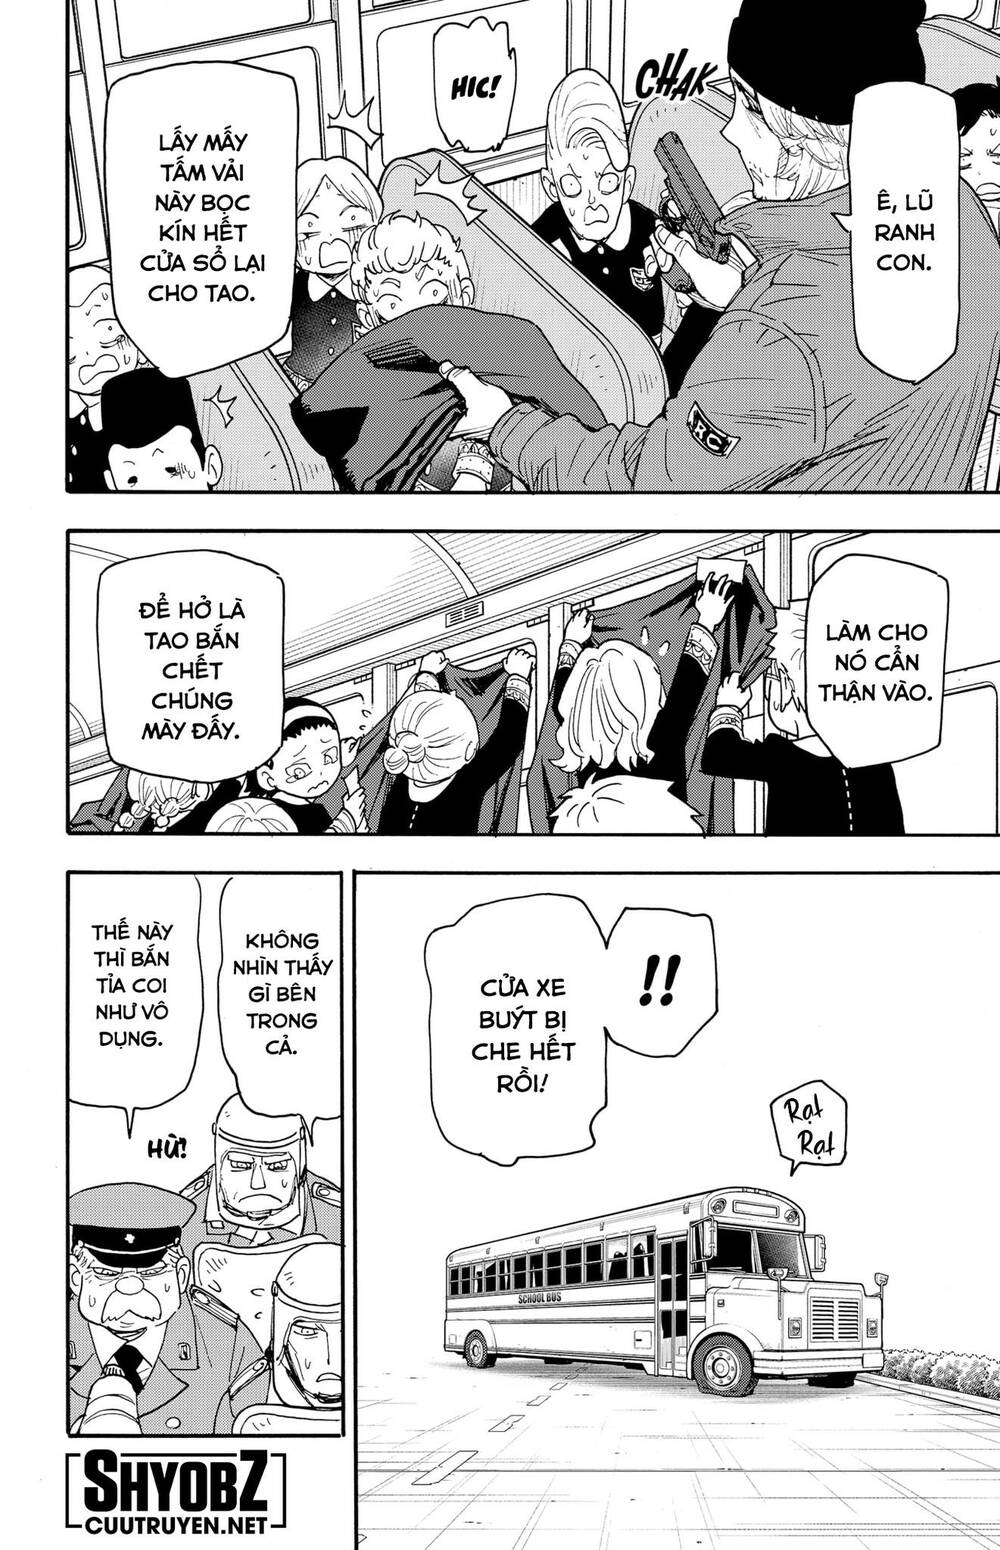 Ê, LŨ
RANH
CON.
CHAK
HIC!
LẤY MẤY
TẤM VẢI
NÀY BỌC
KÍN HẾT
CỬA SỔ LẠI
CHO TAO.
RC
LÀM CHO
NÓ CẨN
THẬN VÀO.
ĐỂ HỞ LÀ
TAO BẮN
CHẾT
CHÚNG
MÀY ĐẤY.
!!
CỬA XE
BUÝT BỊ
CHE HẾT
RỒI!
Rạt
Rạt
SCHOOL BUS
KHÔNG
NHÌN THẤY
GÌ BÊN
TRONG
CẢ.
THẾ NÀY
THÌ BẮN
TỈA COI
NHƯ VÔ
DỤNG.
HỪ!
SHYOBZ
CUUTRUYEN.NET